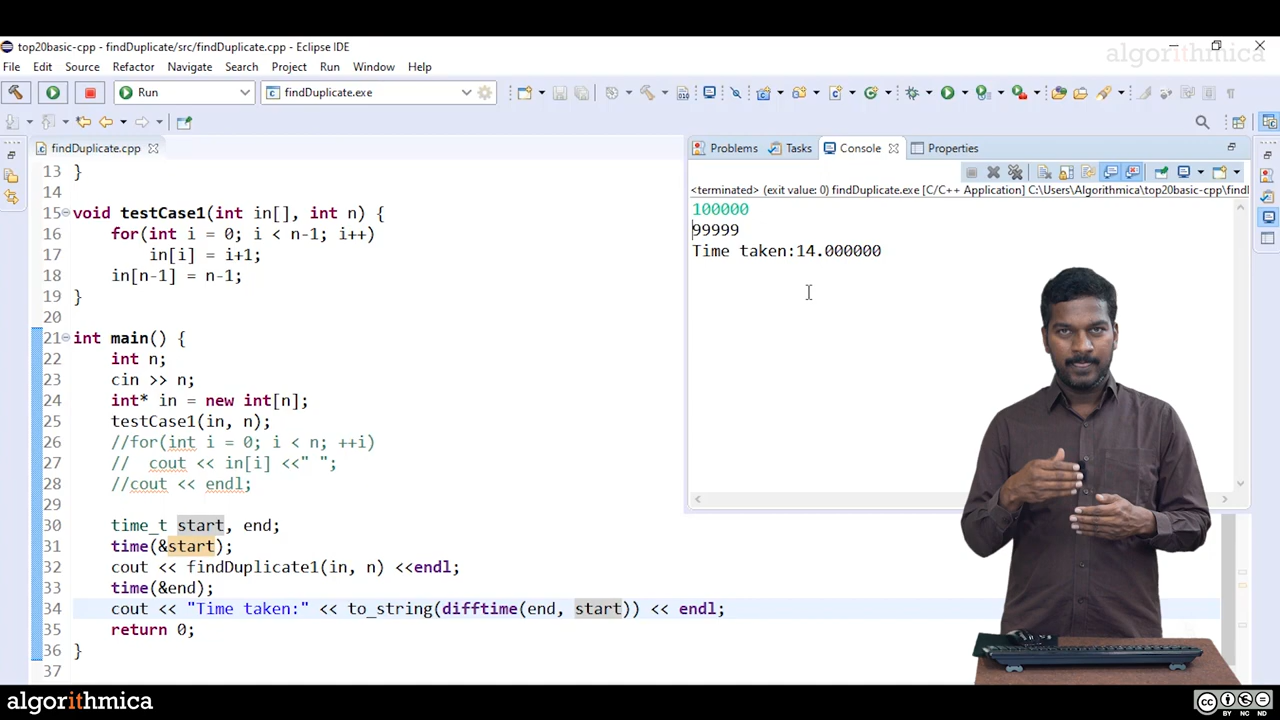 top20basic-cpp - findDuplicate/src/findDuplicate.cpp - Eclipse IDE
algorithmica
File Edit Source Refactor Navigate Search Project Run Window Help
Run findDuplicate.exe
findDuplicate.cpp
Problems Tasks Console Properties
<terminated> (exit value: 0) findDuplicate.exe [C/C++ Application] C:\Users\Algorithmica\top20basic-cpp\findl
100000
99999
Time taken:14.000000
13 }
14
15 void testCase1(int in[], int n) {
16 for(int i = 0; i < n-1; i++)
17 in[i] = i+1;
18 in[n-1] = n-1;
19 }
20
21 int main() {
22 int n;
23 cin >> n;
24 int* in = new int[n];
25 testCase1(in, n);
26 //for(int i = 0; i < n; ++i)
27 // cout << in[i] <<" ";
28 //cout << endl;
29
30 time_t start, end;
31 time(&start);
32 cout << findDuplicate1(in, n) <<endl;
33 time(&end);
34 cout << "Time taken:" << to_string(difftime(end, start)) << endl;
35 return 0;
36 }
37
algorithmica
cc BY NC ND